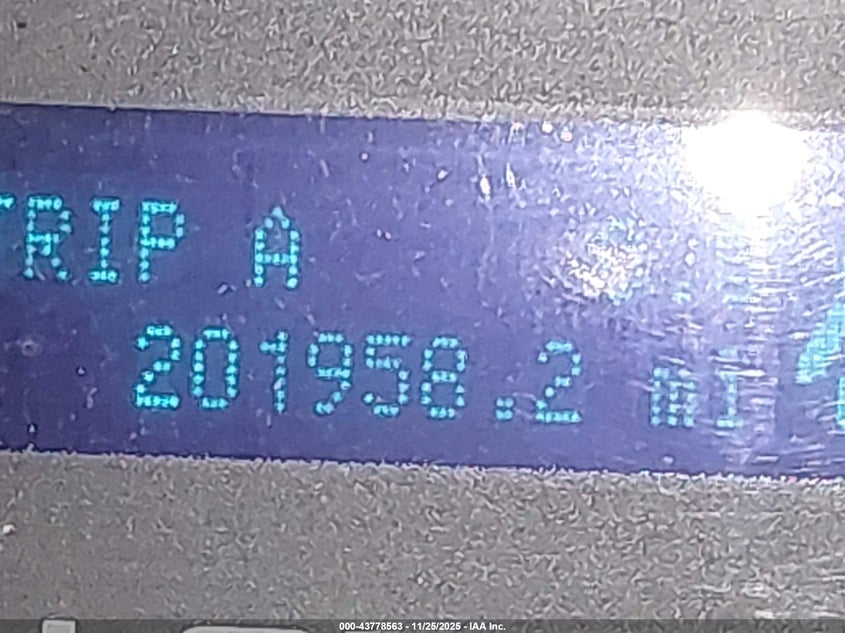 TRIP A
201958.2 mI
000-43778563 - 11/25/2025 - IAA Inc.